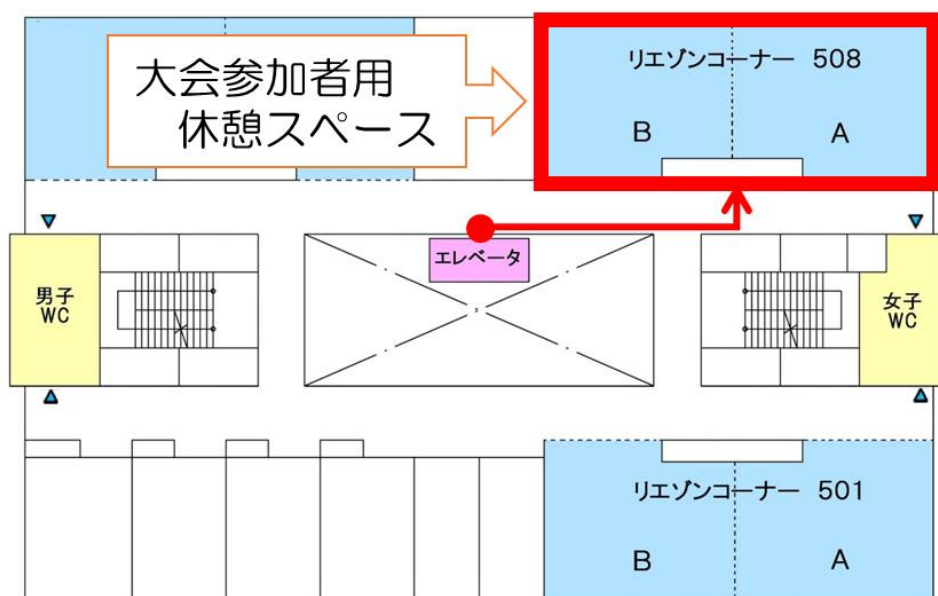 大会参加者用
休憩スペース
リエゾンコーナー 508
B
A
エレベータ
男子
WC
女子
WC
リエゾンコーナー 501
B
A